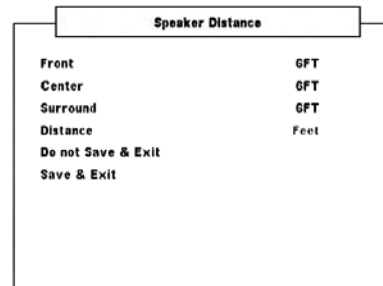 Speaker Distance
Front 6FT
Center 6FT
Surround 6FT
Distance Feet
Do not Save & Exit
Save & Exit